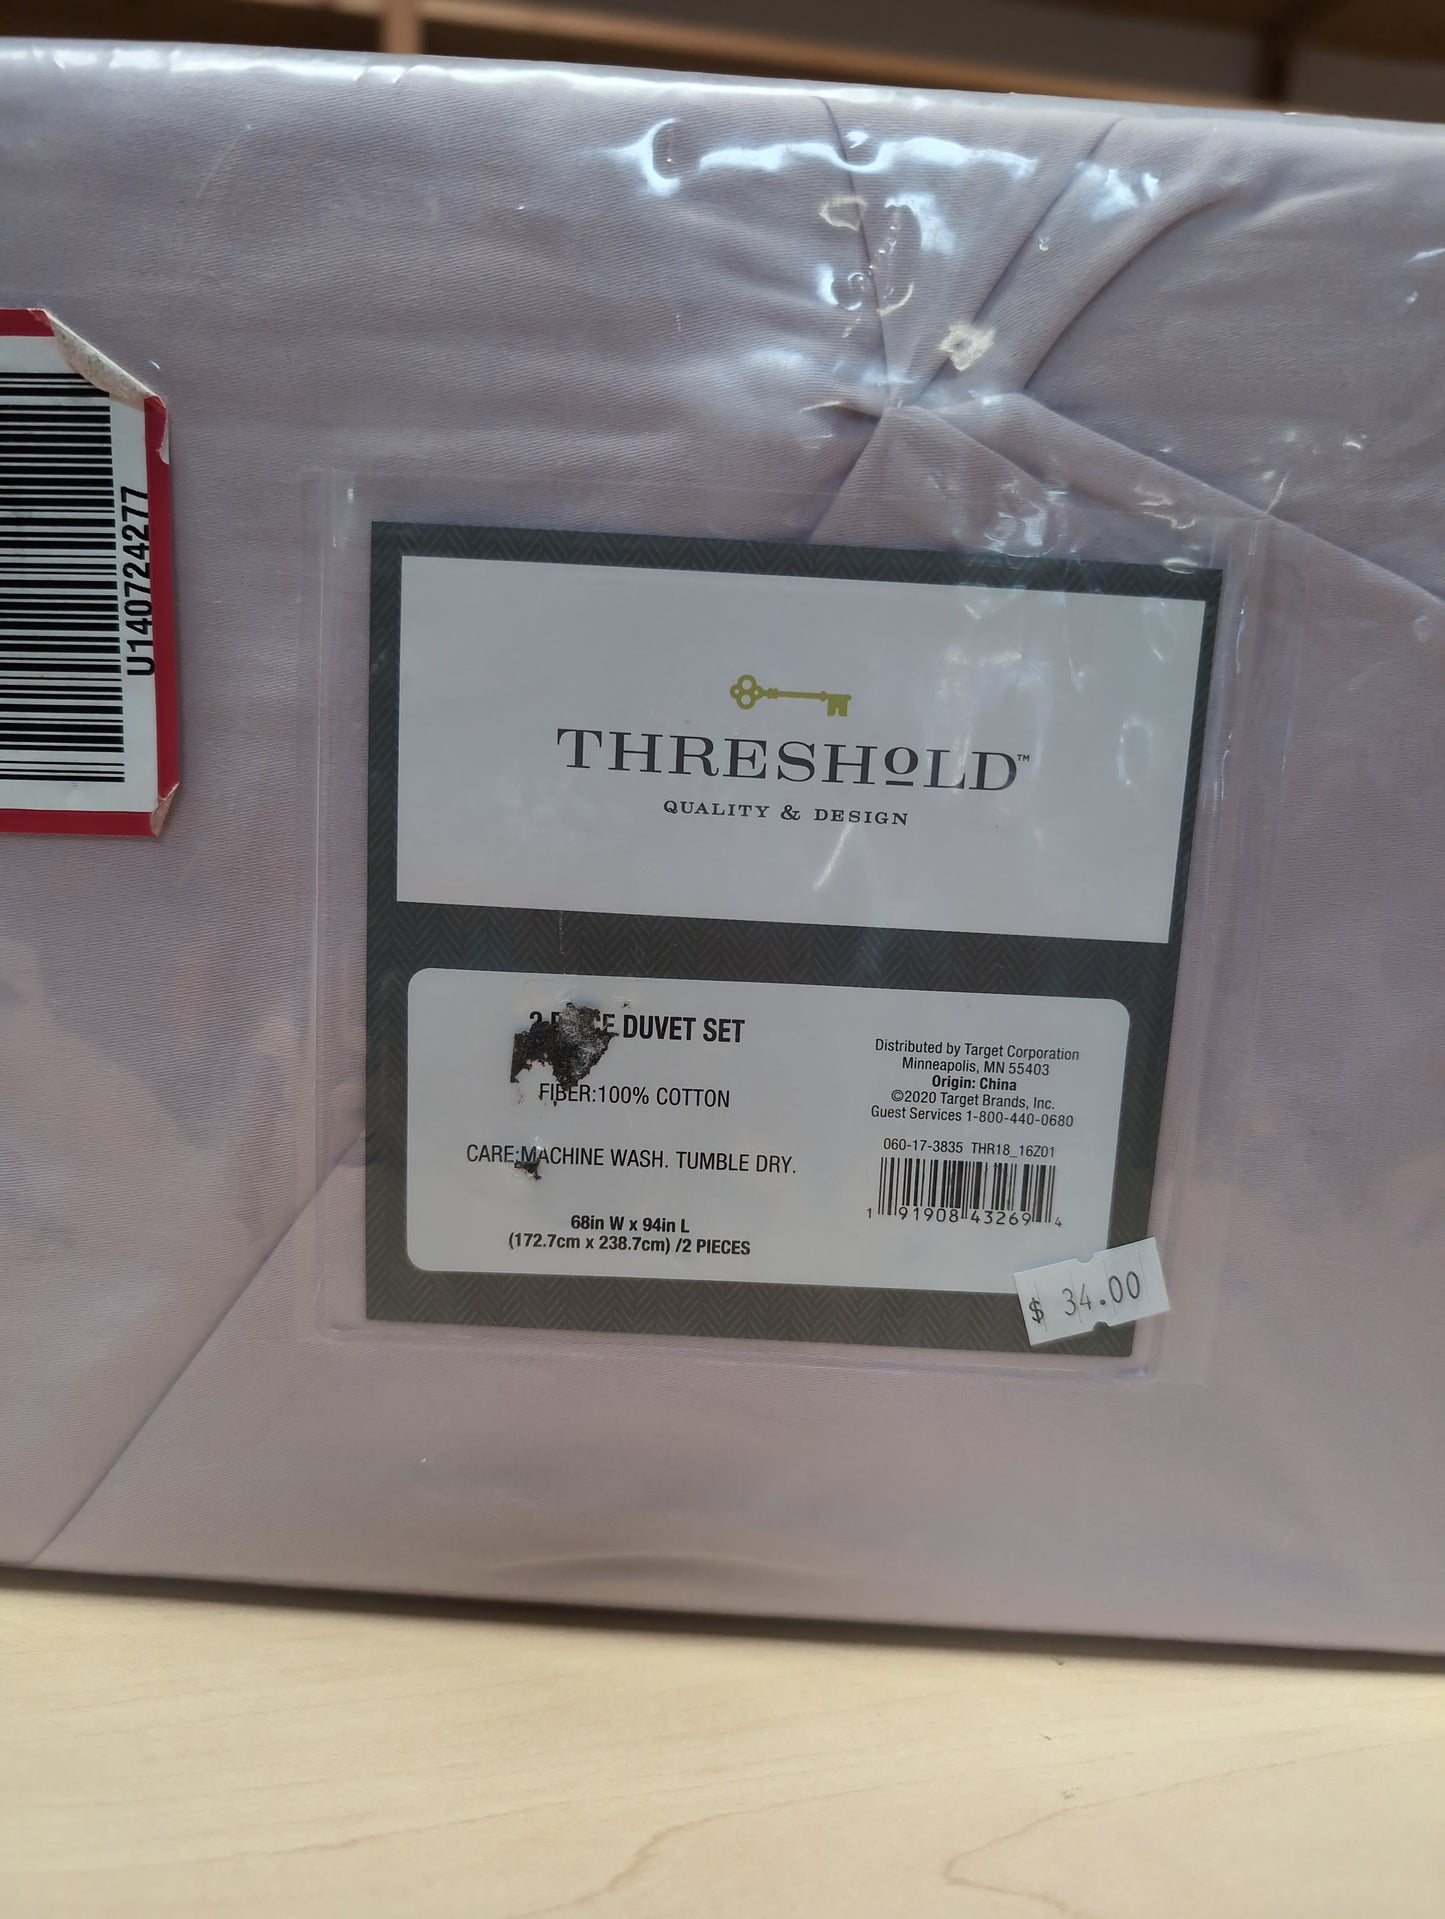 U140724277
THRESHOLD™
QUALITY & DESIGN
DUVET SET
FIBER:100% COTTON
CARE:MACHINE WASH. TUMBLE DRY.
68in W x 94in L
(172.7cm x 238.7cm) /2 PIECES
Distributed by Target Corporation
Minneapolis, MN 55403
Origin: China
©2020 Target Brands, Inc.
Guest Services 1-800-440-0680
060-17-3835 THR18_16Z01
1 91908 43269 4
$ 34.00